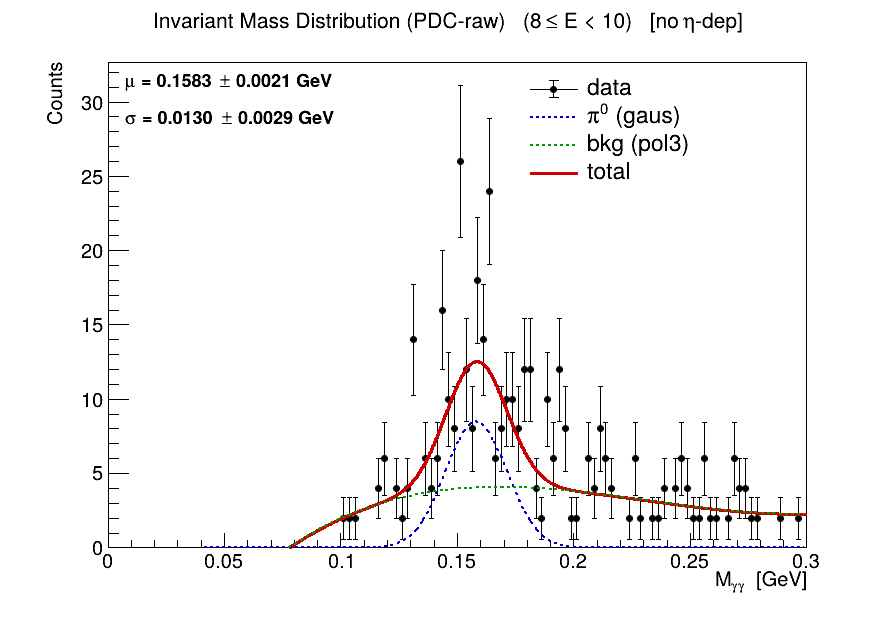 Invariant Mass Distribution (PDC-raw) (8 ≤ E < 10) [no η-dep]
Counts
μ = 0.1583 ± 0.0021 GeV
σ = 0.0130 ± 0.0029 GeV
data
π⁰ (gaus)
bkg (pol3)
total
30
25
20
15
10
5
0
0 0.05 0.1 0.15 0.2 0.25 0.3
Mγγ [GeV]